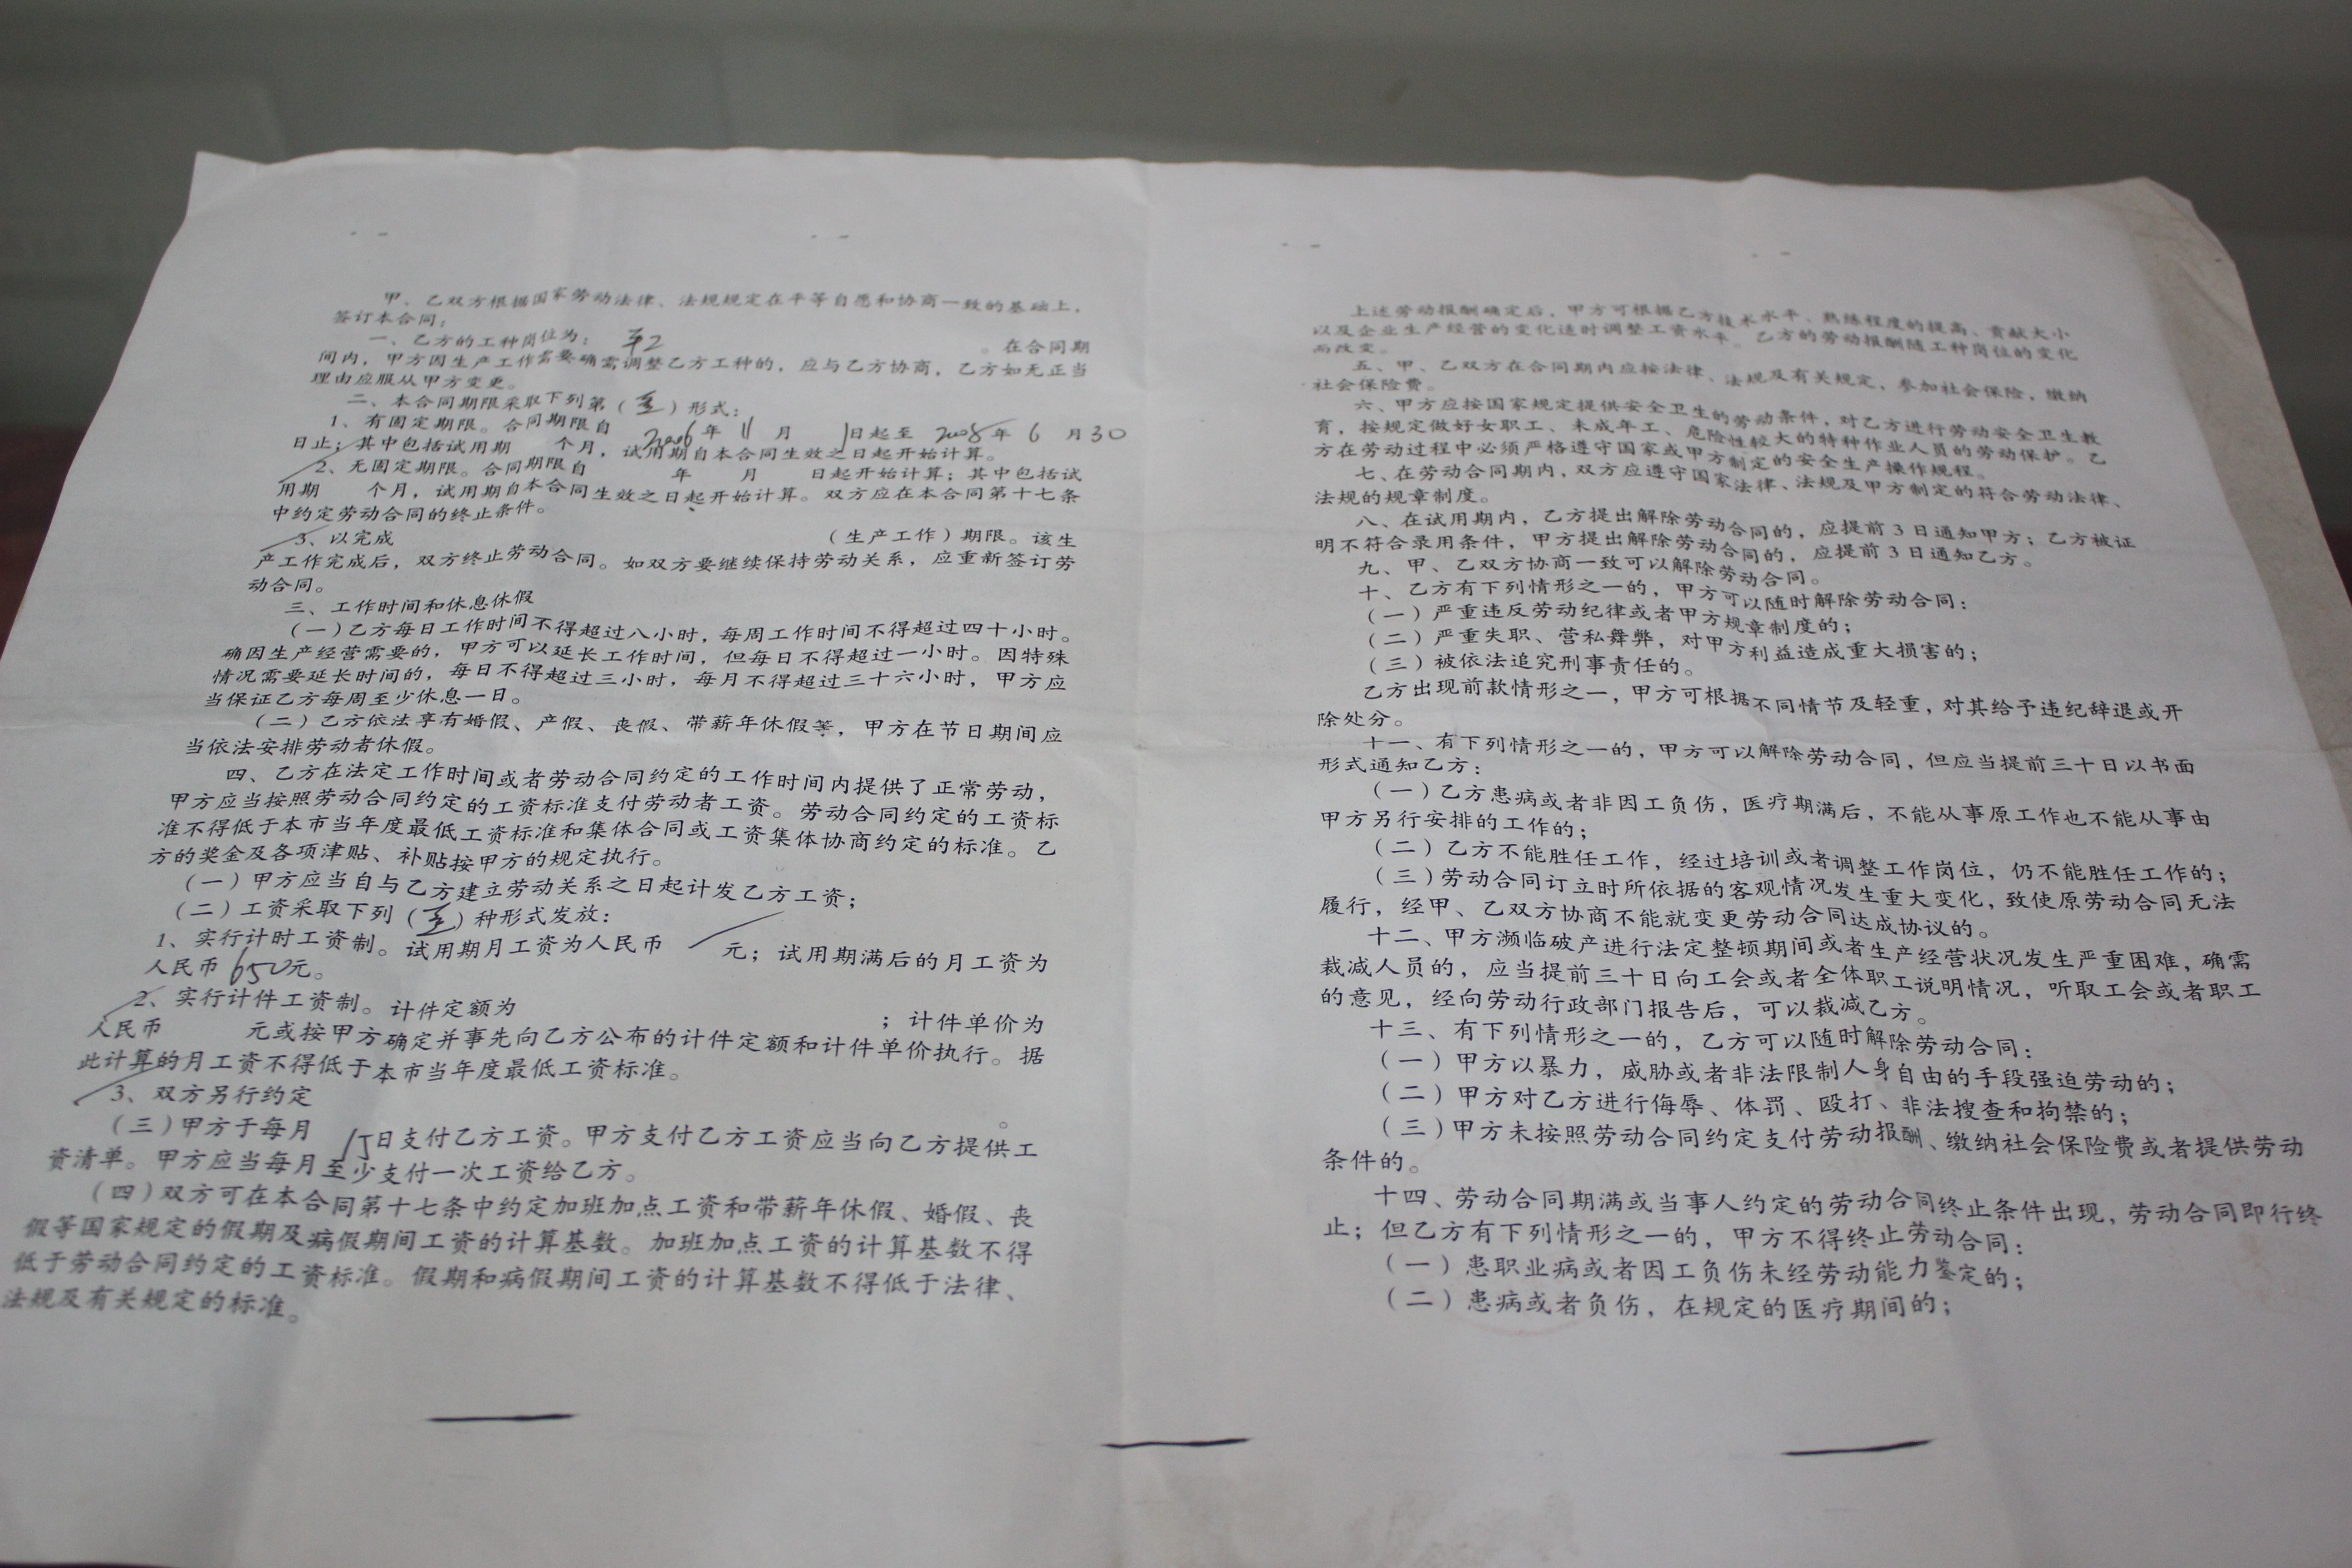 甲、乙双方根据国家劳动法律、法规规定在平等自愿和协商一致的基础上，
签订本合同：
一、乙方的工种岗位为： 。在合同期
间内，甲方因生产工作需要确需调整乙方工种的，应与乙方协商，乙方如无正当
理由应服从甲方变更。
二、本合同期限采取下列第（ ）形式：
1、有固定期限。合同期限自 2006 年 11 月 1 日起至 2008 年 6 月 30
日止；其中包括试用期 个月，试用期自本合同生效之日起开始计算。
2、无固定期限。合同期限自 年 月 日起开始计算；其中包括试
用期 个月，试用期自本合同生效之日起开始计算。双方应在本合同第十七条
中约定劳动合同的终止条件。
3、以完成 （生产工作）期限。该生
产工作完成后，双方终止劳动合同。如双方要继续保持劳动关系，应重新签订劳
动合同。
三、工作时间和休息休假
（一）乙方每日工作时间不得超过八小时，每周工作时间不得超过四十小时。
确因生产经营需要的，甲方可以延长工作时间，但每日不得超过一小时。因特殊
情况需要延长时间的，每日不得超过三小时，每月不得超过三十六小时，甲方应
当保证乙方每周至少休息一日。
（二）乙方依法享有婚假、产假、丧假、带薪年休假等，甲方在节日期间应
当依法安排劳动者休假。
四、乙方在法定工作时间或者劳动合同约定的工作时间内提供了正常劳动，
甲方应当按照劳动合同约定的工资标准支付劳动者工资。劳动合同约定的工资标
准不得低于本市当年度最低工资标准和集体合同或工资集体协商约定的标准。乙
方的奖金及各项津贴、补贴按甲方的规定执行。
（一）甲方应当自与乙方建立劳动关系之日起计发乙方工资；
（二）工资采取下列（ ）种形式发放：
1、实行计时工资制。试用期月工资为人民币 元；试用期满后的月工资为
人民币 650元。
2、实行计件工资制。计件定额为 ；计件单价为
人民币 元或按甲方确定并事先向乙方公布的计件定额和计件单价执行。据
此计算的月工资不得低于本市当年度最低工资标准。
3、双方另行约定 。
（三）甲方于每月 15日支付乙方工资。甲方支付乙方工资应当向乙方提供工
资清单。甲方应当每月至少支付一次工资给乙方。
（四）双方可在本合同第十七条中约定加班加点工资和带薪年休假、婚假、丧
假等国家规定的假期及病假期间工资的计算基数。加班加点工资的计算基数不得
低于劳动合同约定的工资标准。假期和病假期间工资的计算基数不得低于法律、
法规及有关规定的标准。
上述劳动报酬确定后，甲方可根据乙方技术水平、熟练程度的提高、贡献大小
以及企业生产经营的变化适时调整工资水平。乙方的劳动报酬随工种岗位的变化
而改变。
五、甲、乙双方在合同期内应按法律、法规及有关规定，参加社会保险，缴纳
社会保险费。
六、甲方应按国家规定提供安全卫生的劳动条件，对乙方进行劳动安全卫生教
育，按规定做好女职工、未成年工、危险性较大的特种作业人员的劳动保护。乙
方在劳动过程中必须严格遵守国家或甲方制定的安全生产操作规程。
七、在劳动合同期内，双方应遵守国家法律、法规及甲方制定的符合劳动法律、
法规的规章制度。
八、在试用期内，乙方提出解除劳动合同的，应提前3日通知甲方；乙方被证
明不符合录用条件，甲方提出解除劳动合同的，应提前3日通知乙方。
九、甲、乙双方协商一致可以解除劳动合同。
十、乙方有下列情形之一的，甲方可以随时解除劳动合同：
（一）严重违反劳动纪律或者甲方规章制度的；
（二）严重失职、营私舞弊，对甲方利益造成重大损害的；
（三）被依法追究刑事责任的。
乙方出现前款情形之一，甲方可根据不同情节及轻重，对其给予违纪辞退或开
除处分。
十一、有下列情形之一的，甲方可以解除劳动合同，但应当提前三十日以书面
形式通知乙方：
（一）乙方患病或者非因工负伤，医疗期满后，不能从事原工作也不能从事由
甲方另行安排的工作的；
（二）乙方不能胜任工作，经过培训或者调整工作岗位，仍不能胜任工作的；
（三）劳动合同订立时所依据的客观情况发生重大变化，致使原劳动合同无法
履行，经甲、乙双方协商不能就变更劳动合同达成协议的。
十二、甲方濒临破产进行法定整顿期间或者生产经营状况发生严重困难，确需
裁减人员的，应当提前三十日向工会或者全体职工说明情况，听取工会或者职工
的意见，经向劳动行政部门报告后，可以裁减乙方。
十三、有下列情形之一的，乙方可以随时解除劳动合同：
（一）甲方以暴力，威胁或者非法限制人身自由的手段强迫劳动的；
（二）甲方对乙方进行侮辱、体罚、殴打、非法搜查和拘禁的；
（三）甲方未按照劳动合同约定支付劳动报酬、缴纳社会保险费或者提供劳动
条件的。
十四、劳动合同期满或当事人约定的劳动合同终止条件出现，劳动合同即行终
止；但乙方有下列情形之一的，甲方不得终止劳动合同：
（一）患职业病或者因工负伤未经劳动能力鉴定的；
（二）患病或者负伤，在规定的医疗期间的；